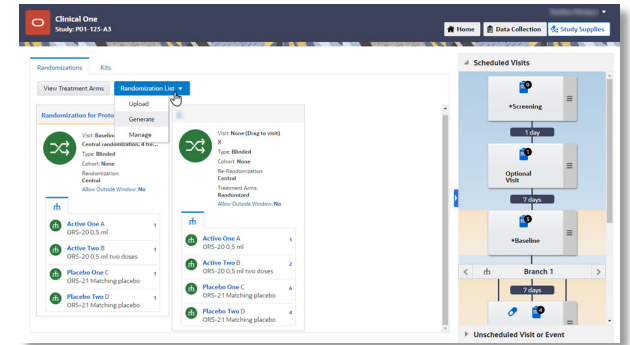 Clinical One
Study: P01-123-A3
Home
Data Collection
Study Supplies
Randomizations
Kits
View Treatment Arms
Randomization List
Upload
Generate
Manage
Randomization for Proto
Visit: Baselin
Central randomization. 4 tre...
Type: Blinded
Cohort: None
Randomization:
Central
Allow Outside Window: No
Active One A 1
ORS-20 0,5 ml
Active Two B 1
ORS-20 0,5 ml two doses
Placebo One C 1
ORS-21 Matching placebo
Placebo Two D 1
ORS-21 Matching placebo
Visit: None (Drag to visit)
X
Type: Blinded
Cohort: None
Re-Randomization:
Central
Treatment Arms:
Randomized
Allow Outside Window: No
Active One A 1
ORS-20 0,5 ml
Active Two B 2
ORS-20 0,5 ml two doses
Placebo One C
ORS-21 Matching placebo
Placebo Two D 4
ORS-21 Matching placebo
Scheduled Visits
+Screening
1 day
Optional
Visit
7 days
+Baseline
Branch 1
7 days
Unscheduled Visit or Event